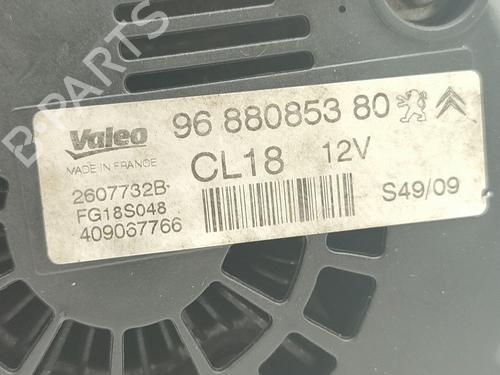 B-PARTS
Valeo
MADE IN FRANCE
96 880853 80
CL18 12V
2607732B
FG18S048
409067766
S49/09